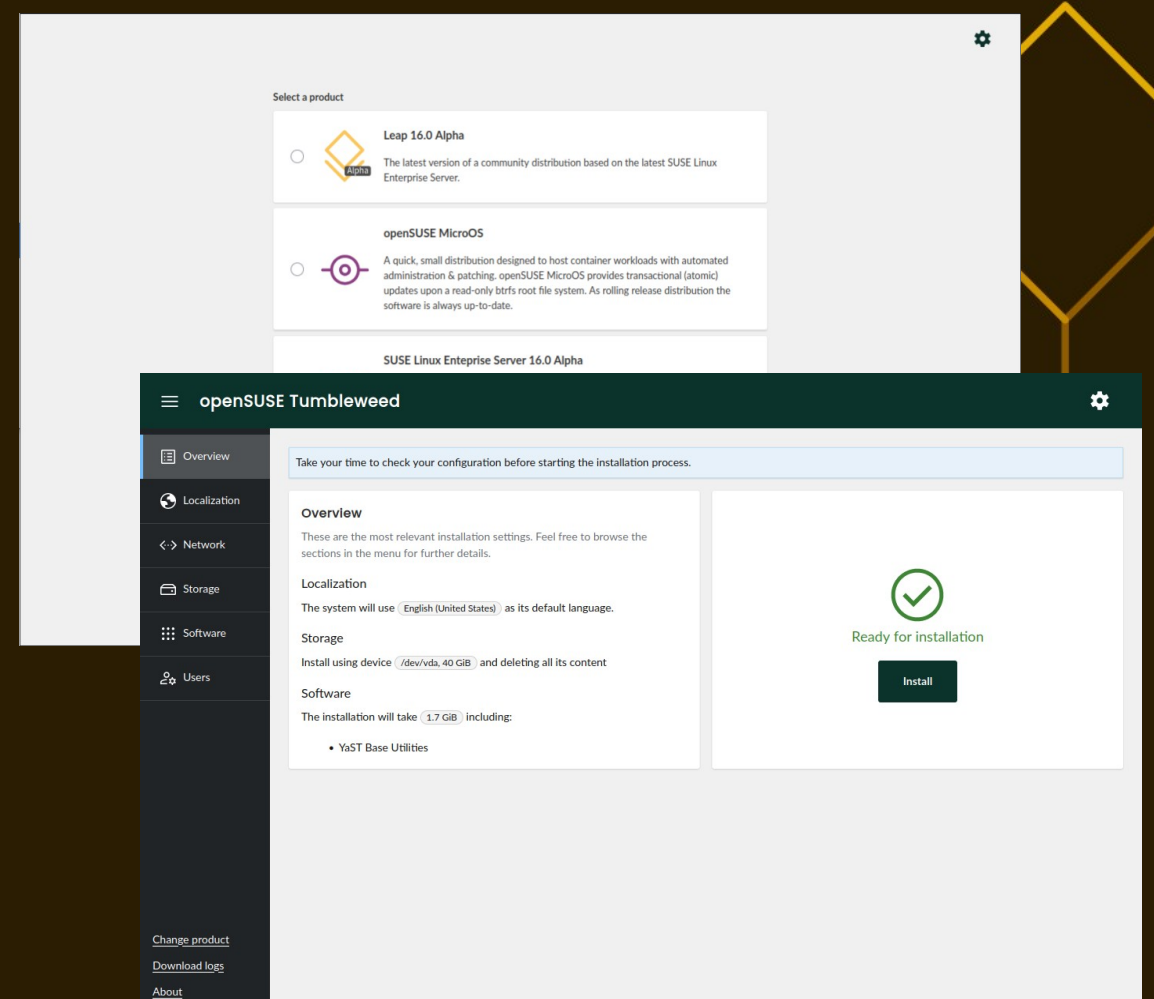 Select a product
Leap 16.0 Alpha
The latest version of a community distribution based on the latest SUSE Linux
Enterprise Server.
Alpha
openSUSE MicroOS
A quick, small distribution designed to host container workloads with automated
administration & patching. openSUSE MicroOS provides transactional (atomic)
updates upon a read-only btrfs root file system. As rolling release distribution the
software is always up-to-date.
SUSE Linux Enteprise Server 16.0 Alpha
openSUSE Tumbleweed
Overview
Localization
Network
Storage
Software
Users
Change product
Download logs
About
Take your time to check your configuration before starting the installation process.
Overview
These are the most relevant installation settings. Feel free to browse the
sections in the menu for further details.
Localization
The system will use English (United States) as its default language.
Storage
Install using device /dev/vda, 40 GiB and deleting all its content
Software
The installation will take 1.7 GiB including:
• YaST Base Utilities
Ready for installation
Install